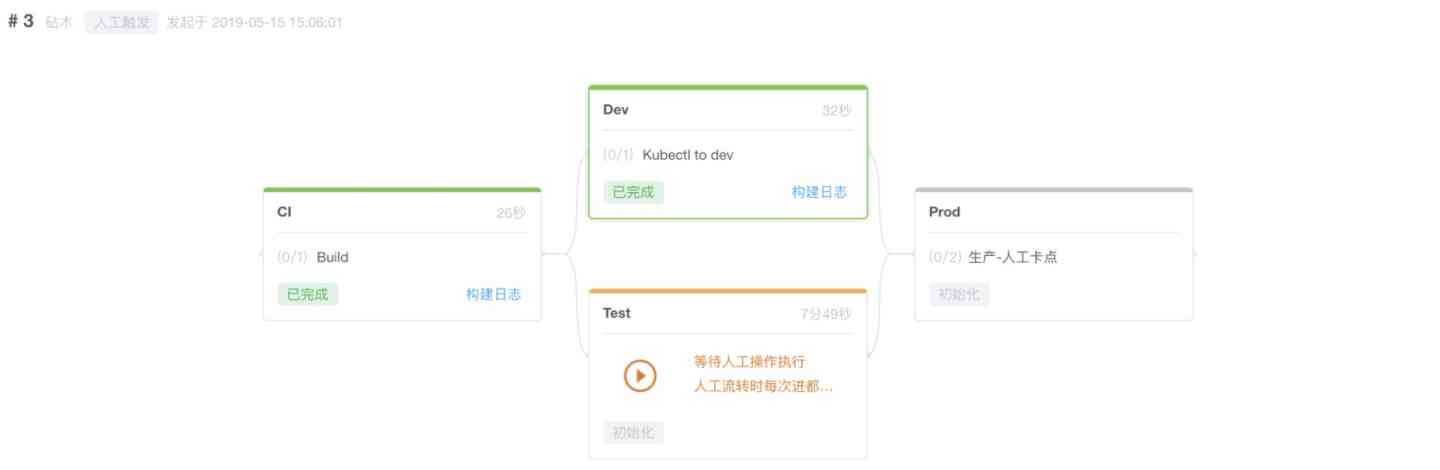 # 3 砧木 人工触发 发起于 2019-05-15 15:06:01
CI 26秒
(0/1) Build
已完成 构建日志
Dev 32秒
(0/1) Kubectl to dev
已完成 构建日志
Test 7分49秒
等待人工操作执行
人工流转时每次进都...
初始化
Prod
(0/2) 生产-人工卡点
初始化